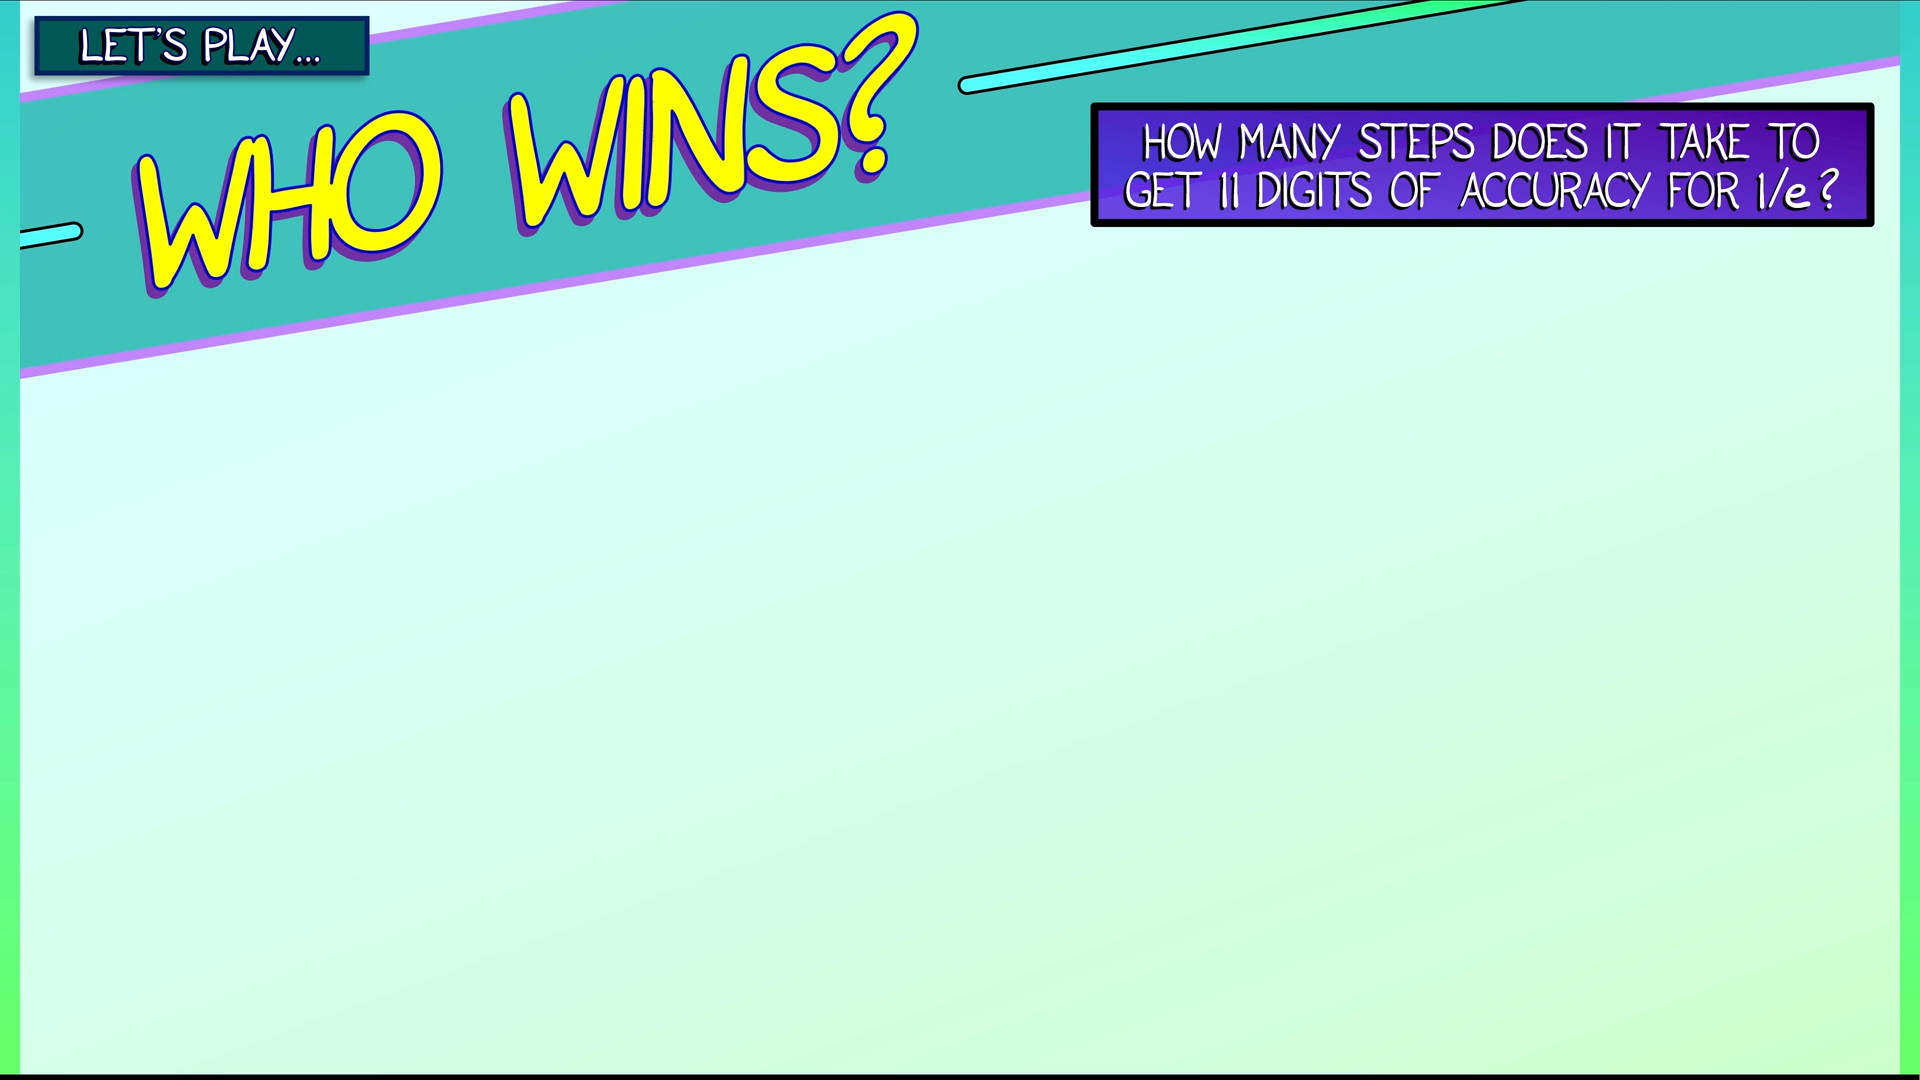 LET'S PLAY...
WHO WINS?
HOW MANY STEPS DOES IT TAKE TO
GET 11 DIGITS OF ACCURACY FOR 1/e?